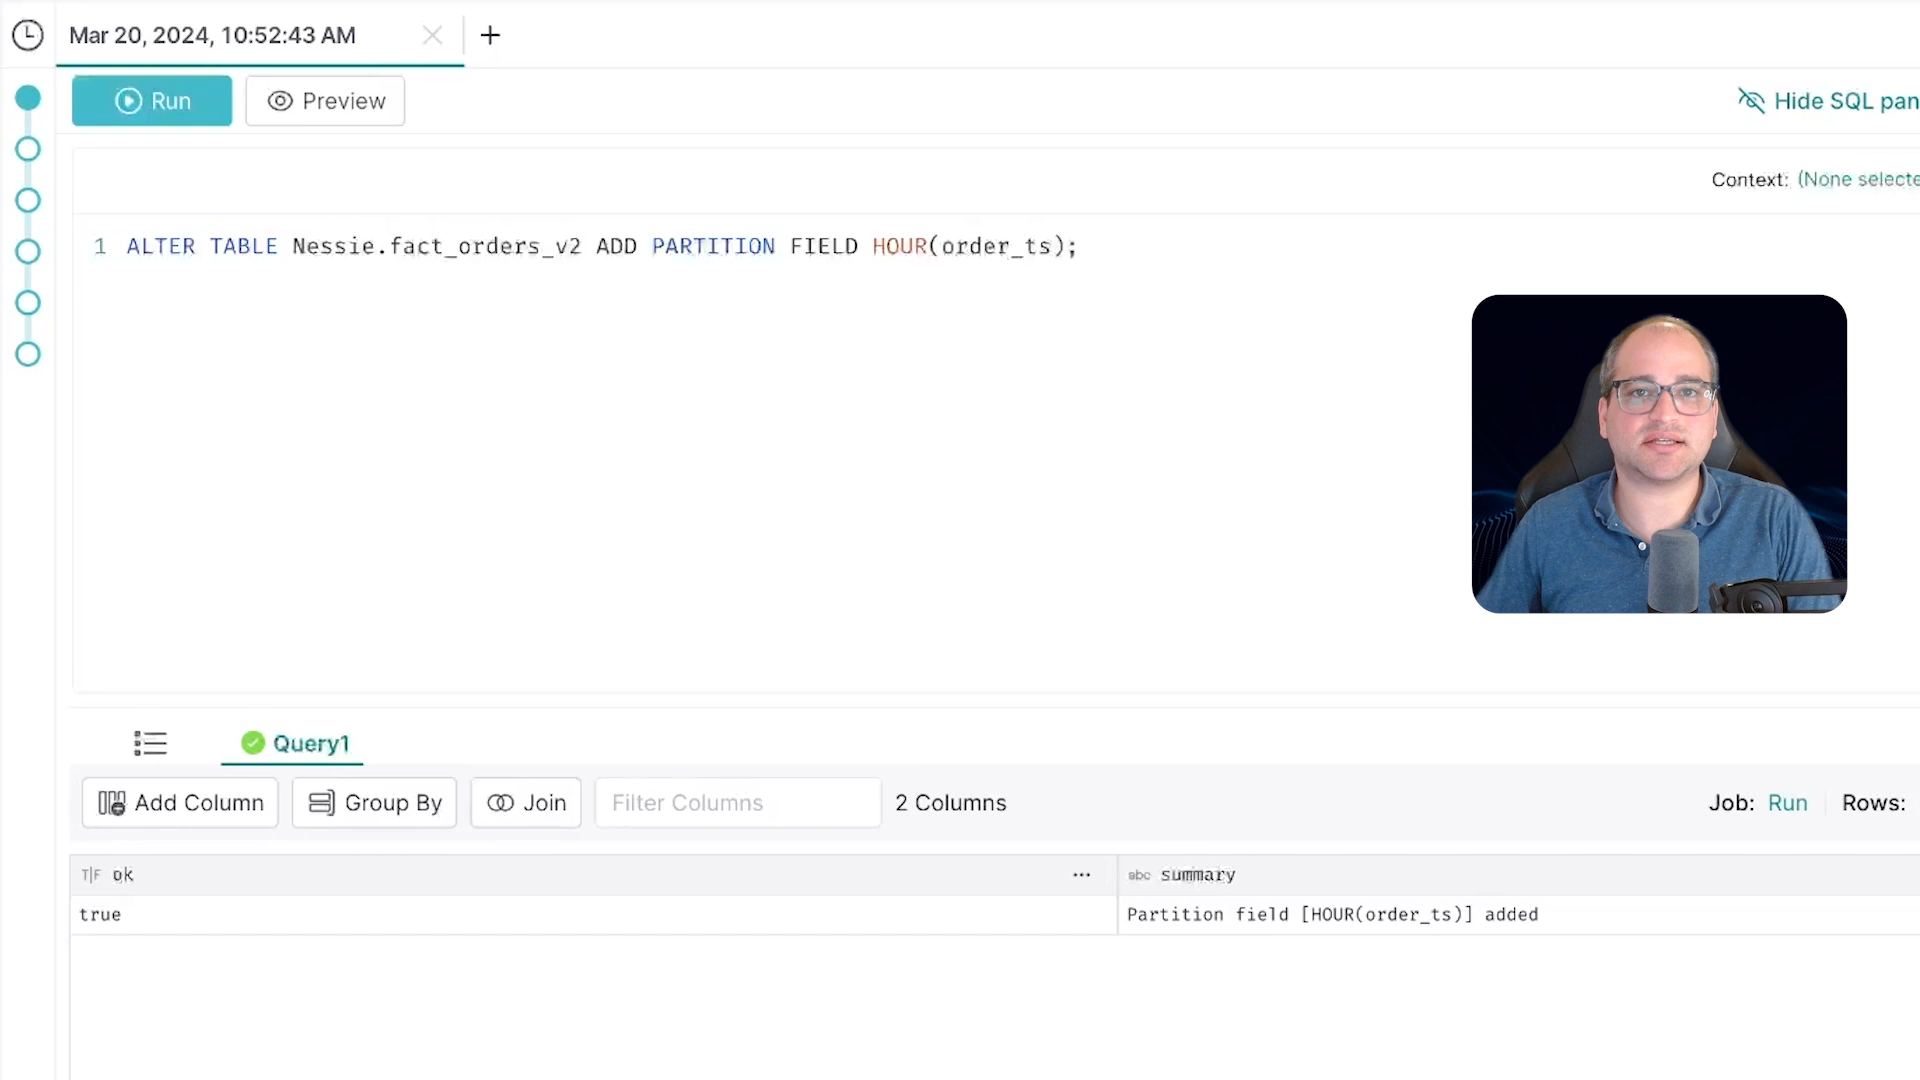 Mar 20, 2024, 10:52:43 AM
Run
Preview
Hide SQL pan
Context: (None selecte
1 ALTER TABLE Nessie.fact_orders_v2 ADD PARTITION FIELD HOUR(order_ts);
Query1
Add Column
Group By
Join
Filter Columns
2 Columns
Job: Run
Rows:
T|F ok
abc summary
true
Partition field [HOUR(order_ts)] added